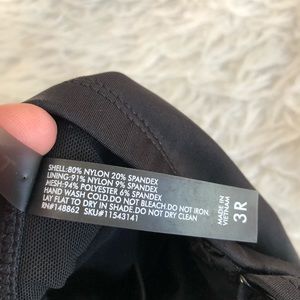 SHELL:80% NYLON 20% SPANDEX
LINING:91% NYLON 9% SPANDEX
MESH:94% POLYESTER 6% SPANDEX
HAND WASH COLD.DO NOT BLEACH.DO NOT IRON.
LAY FLAT TO DRY IN SHADE.DO NOT DRY CLEAN
RN#148862 SKU#11543141
MADE IN
VIETNAM
3R